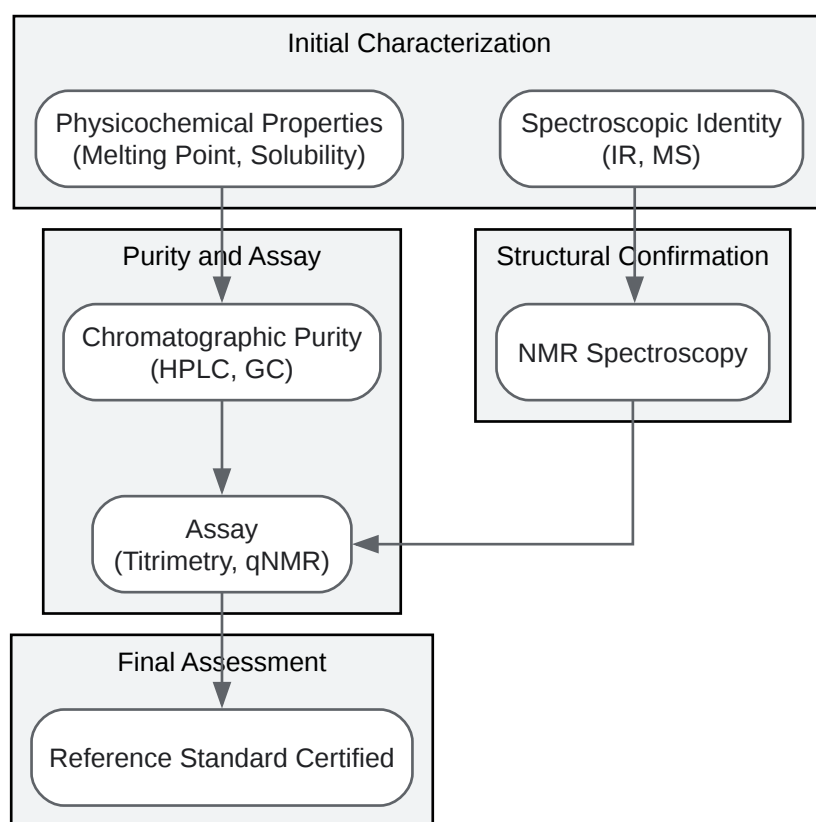 Initial Characterization
Physicochemical Properties
(Melting Point, Solubility)
Spectroscopic Identity
(IR, MS)
Purity and Assay
Structural Confirmation
Chromatographic Purity
(HPLC, GC)
NMR Spectroscopy
Assay
(Titrimetry, qNMR)
Final Assessment
Reference Standard Certified